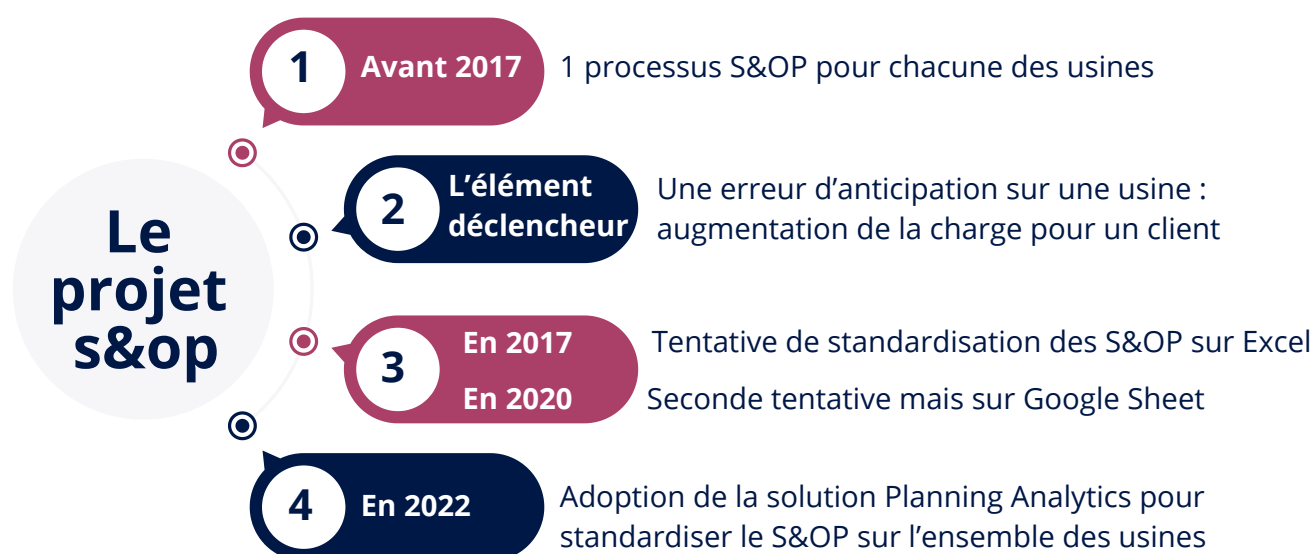 Le
projet
s&op
1
Avant 2017
1 processus S&OP pour chacune des usines
2
L’élément
déclencheur
Une erreur d’anticipation sur une usine :
augmentation de la charge pour un client
3
En 2017
Tentative de standardisation des S&OP sur Excel
En 2020
Seconde tentative mais sur Google Sheet
4
En 2022
Adoption de la solution Planning Analytics pour
standardiser le S&OP sur l’ensemble des usines